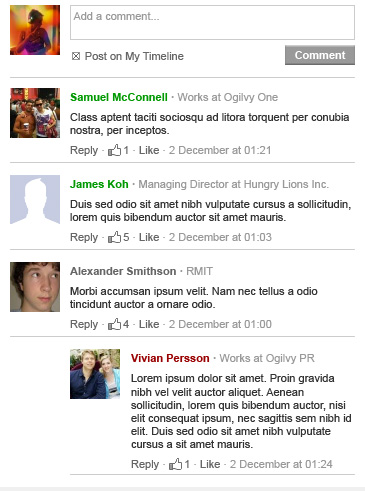 Add a comment...
☒ Post on My Timeline Comment
Samuel McConnell · Works at Ogilvy One
Class aptent taciti sociosqu ad litora torquent per conubia
nostra, per inceptos.
Reply · 1 · Like · 2 December at 01:21
James Koh · Managing Director at Hungry Lions Inc.
Duis sed odio sit amet nibh vulputate cursus a sollicitudin,
lorem quis bibendum auctor sit amet mauris.
Reply · 5 · Like · 2 December at 01:03
Alexander Smithson · RMIT
Morbi accumsan ipsum velit. Nam nec tellus a odio
tincidunt auctor a ornare odio.
Reply · 4 · Like · 2 December at 01:00
Vivian Persson · Works at Ogilvy PR
Lorem ipsum dolor sit amet. Proin gravida
nibh vel velit auctor aliquet. Aenean
sollicitudin, lorem quis bibendum auctor, nisi
elit consequat ipsum, nec sagittis sem nibh id
elit. Duis sed odio sit amet nibh vulputate
cursus a sit amet mauris.
Reply · 1 · Like · 2 December at 01:24